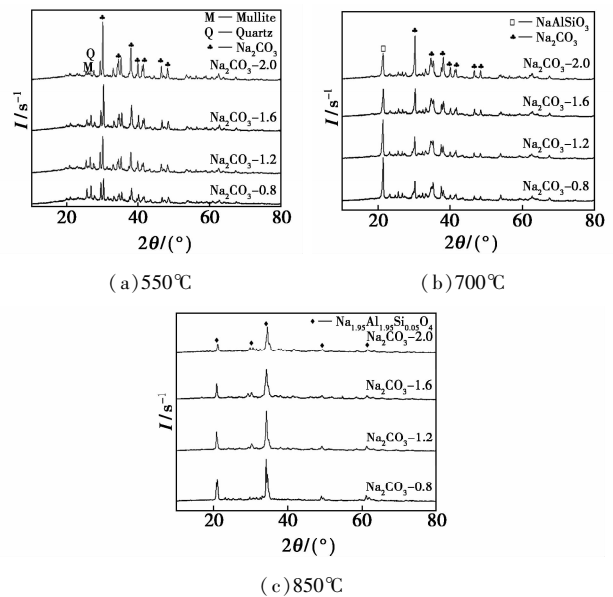 M — Mullite
Q — Quartz
♣ — Na₂CO₃
Q
M
Na₂CO₃-2.0
Na₂CO₃-1.6
Na₂CO₃-1.2
Na₂CO₃-0.8
I/s⁻¹
20 40 60 80
2θ/(°)
(a)550℃
□ — NaAlSiO₃
♣ — Na₂CO₃
Na₂CO₃-2.0
Na₂CO₃-1.6
Na₂CO₃-1.2
Na₂CO₃-0.8
I/s⁻¹
20 40 60 80
2θ/(°)
(b)700℃
♦ — Na₁.₉₅Al₁.₉₅Si₀.₀₅O₄
Na₂CO₃-2.0
Na₂CO₃-1.6
Na₂CO₃-1.2
Na₂CO₃-0.8
I/s⁻¹
20 40 60 80
2θ/(°)
(c)850℃